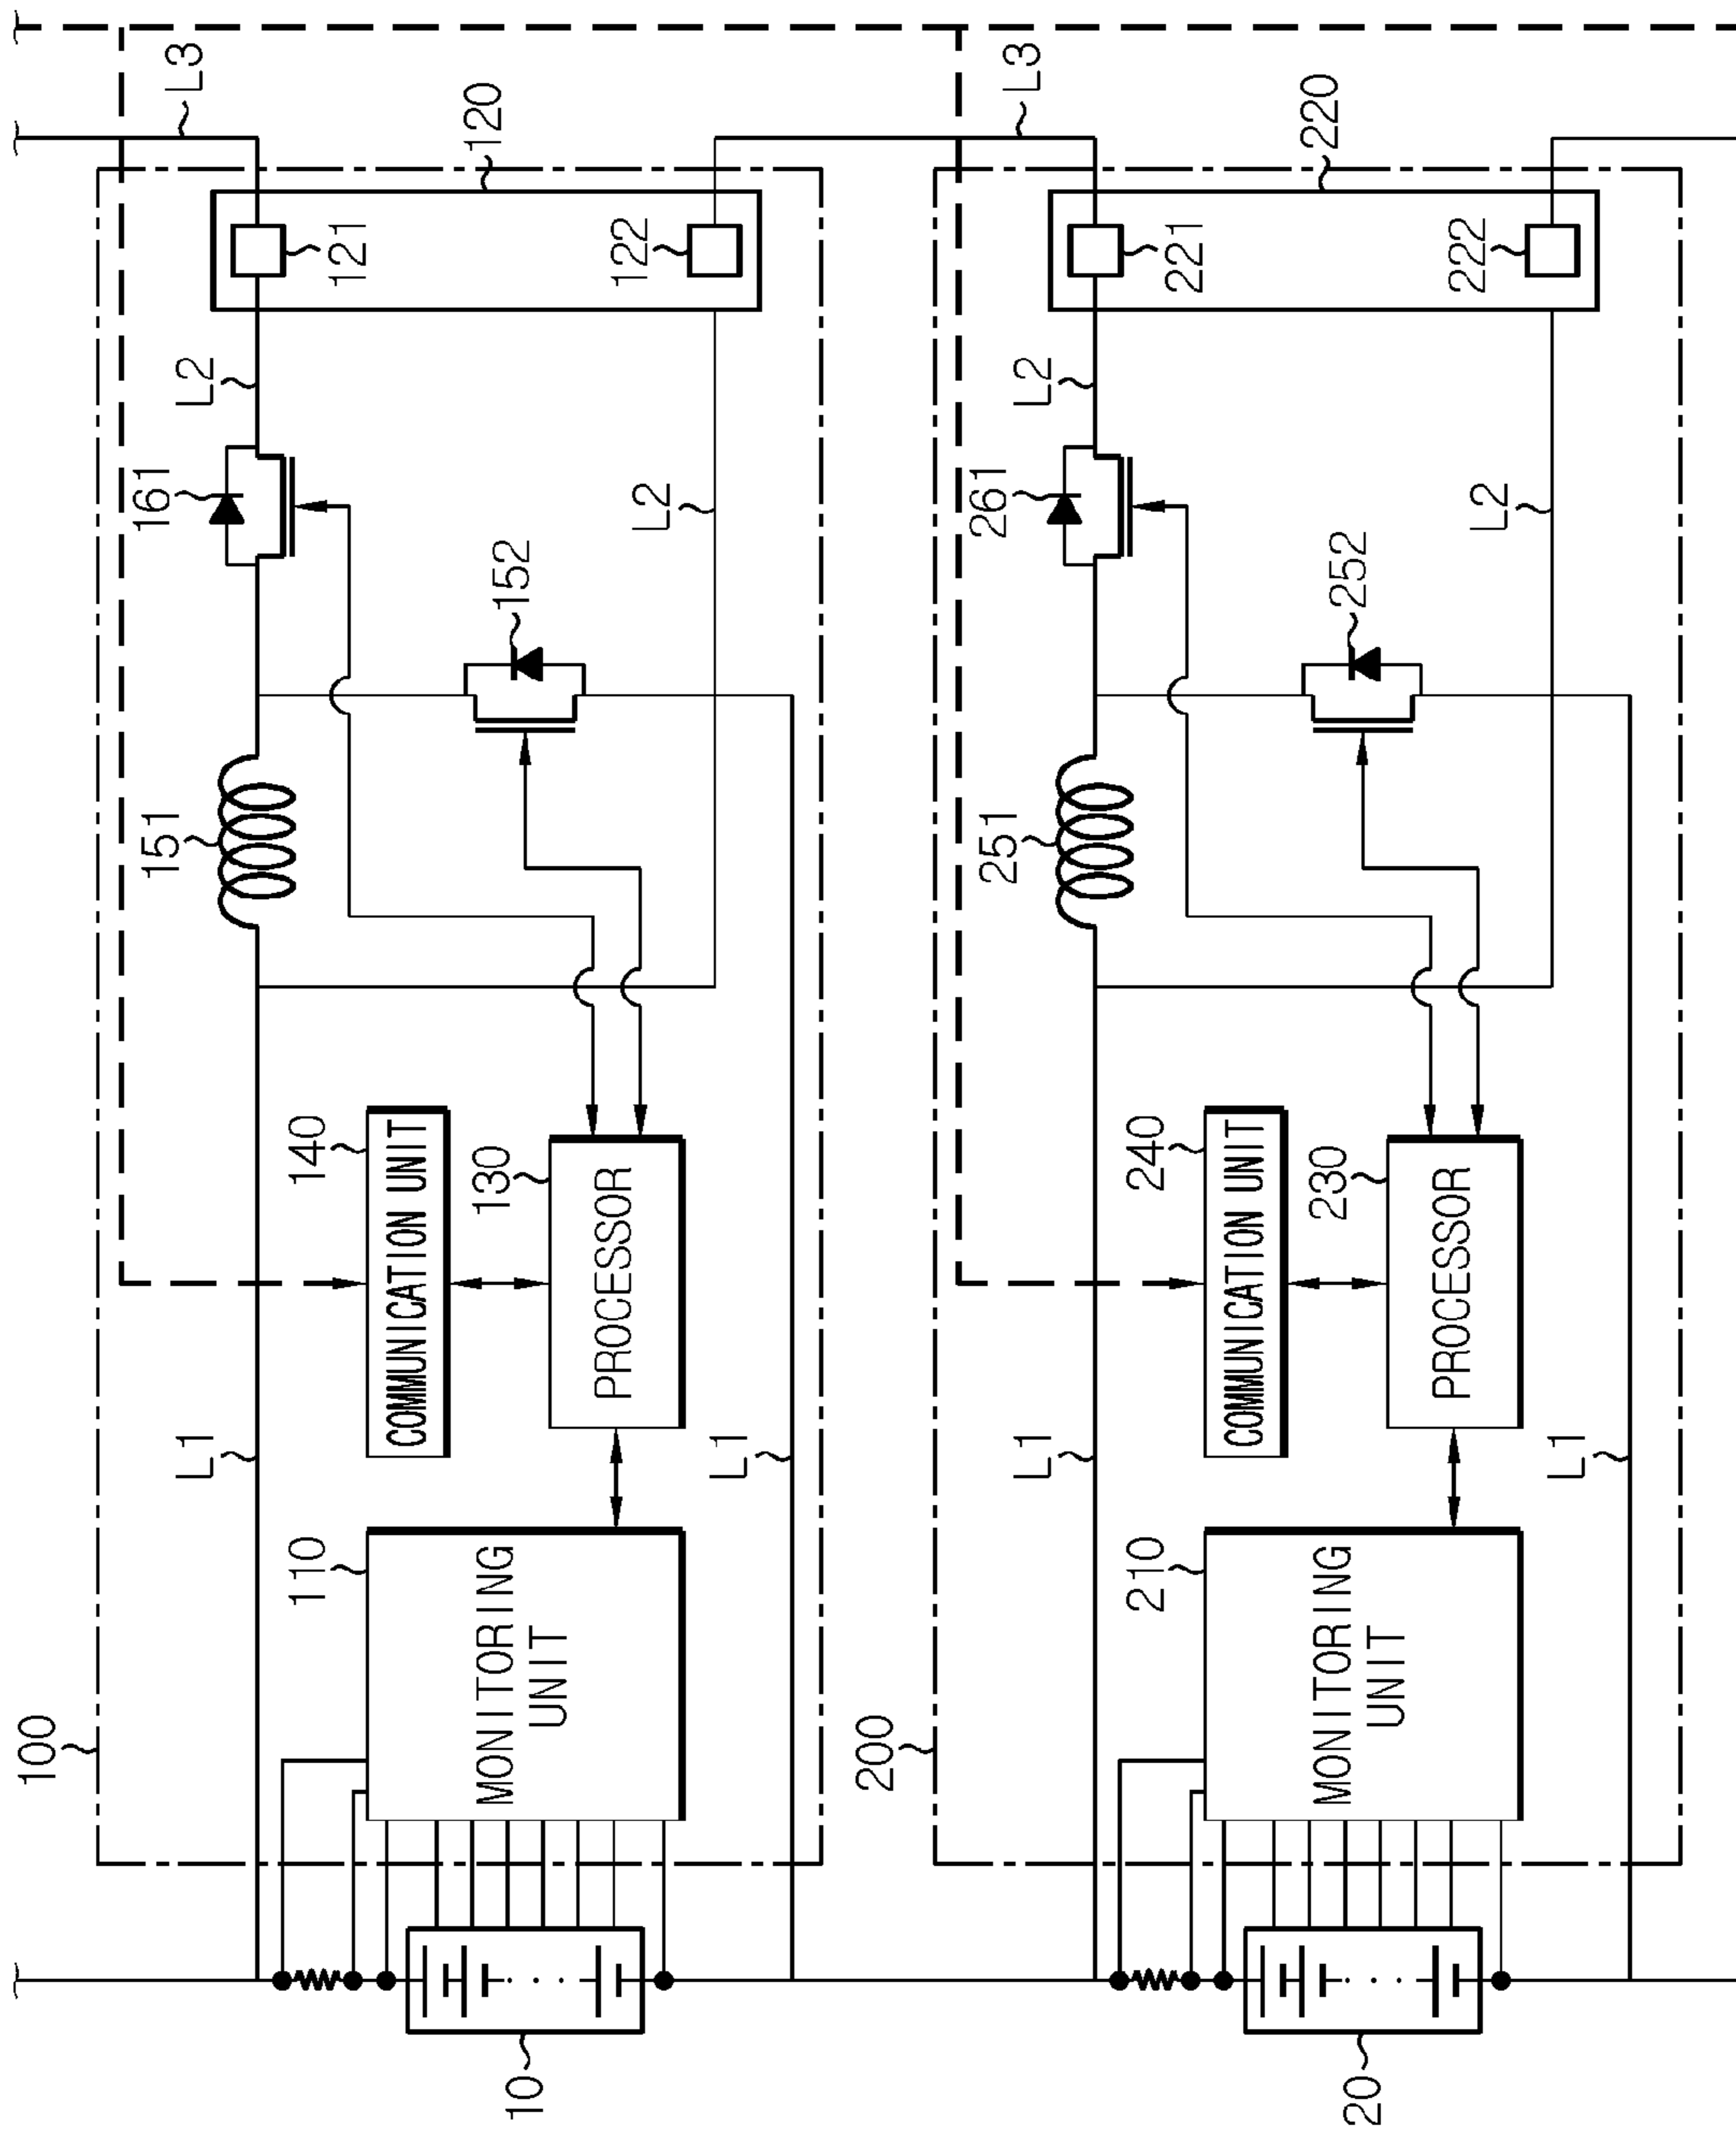 100
L1
151
161
L2
L3
110
MONITORING
UNIT
140
COMMUNICATION UNIT
130
PROCESSOR
152
121
120
122
L2
L1
10
200
L1
251
261
L2
L3
210
MONITORING
UNIT
240
COMMUNICATION UNIT
230
PROCESSOR
252
221
220
222
L2
L1
20